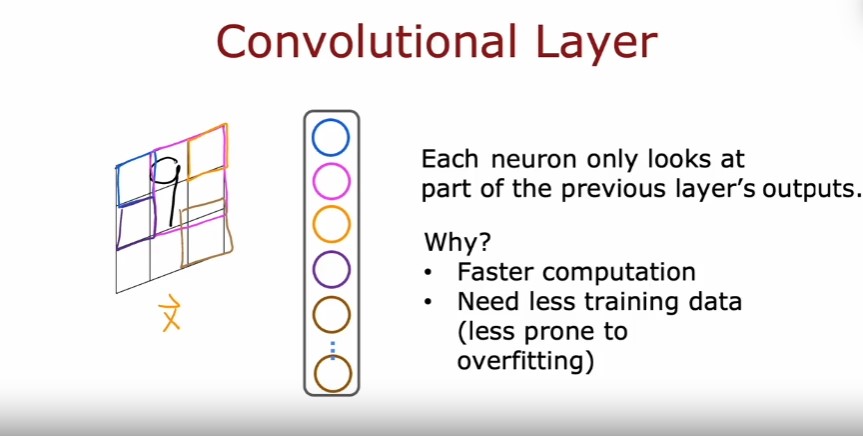 Convolutional Layer
9
x⃗
Each neuron only looks at
part of the previous layer's outputs.
Why?
• Faster computation
• Need less training data
(less prone to
overfitting)